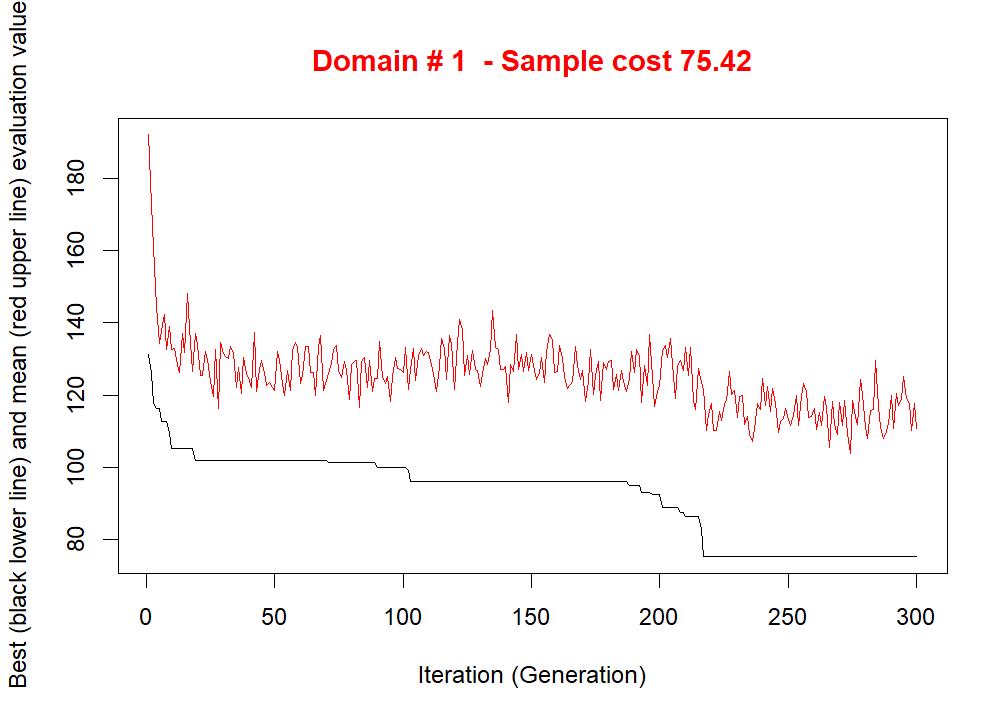 Domain # 1  - Sample cost 75.42
Best (black lower line) and mean (red upper line) evaluation value
180
160
140
120
100
80
0 50 100 150 200 250 300
Iteration (Generation)